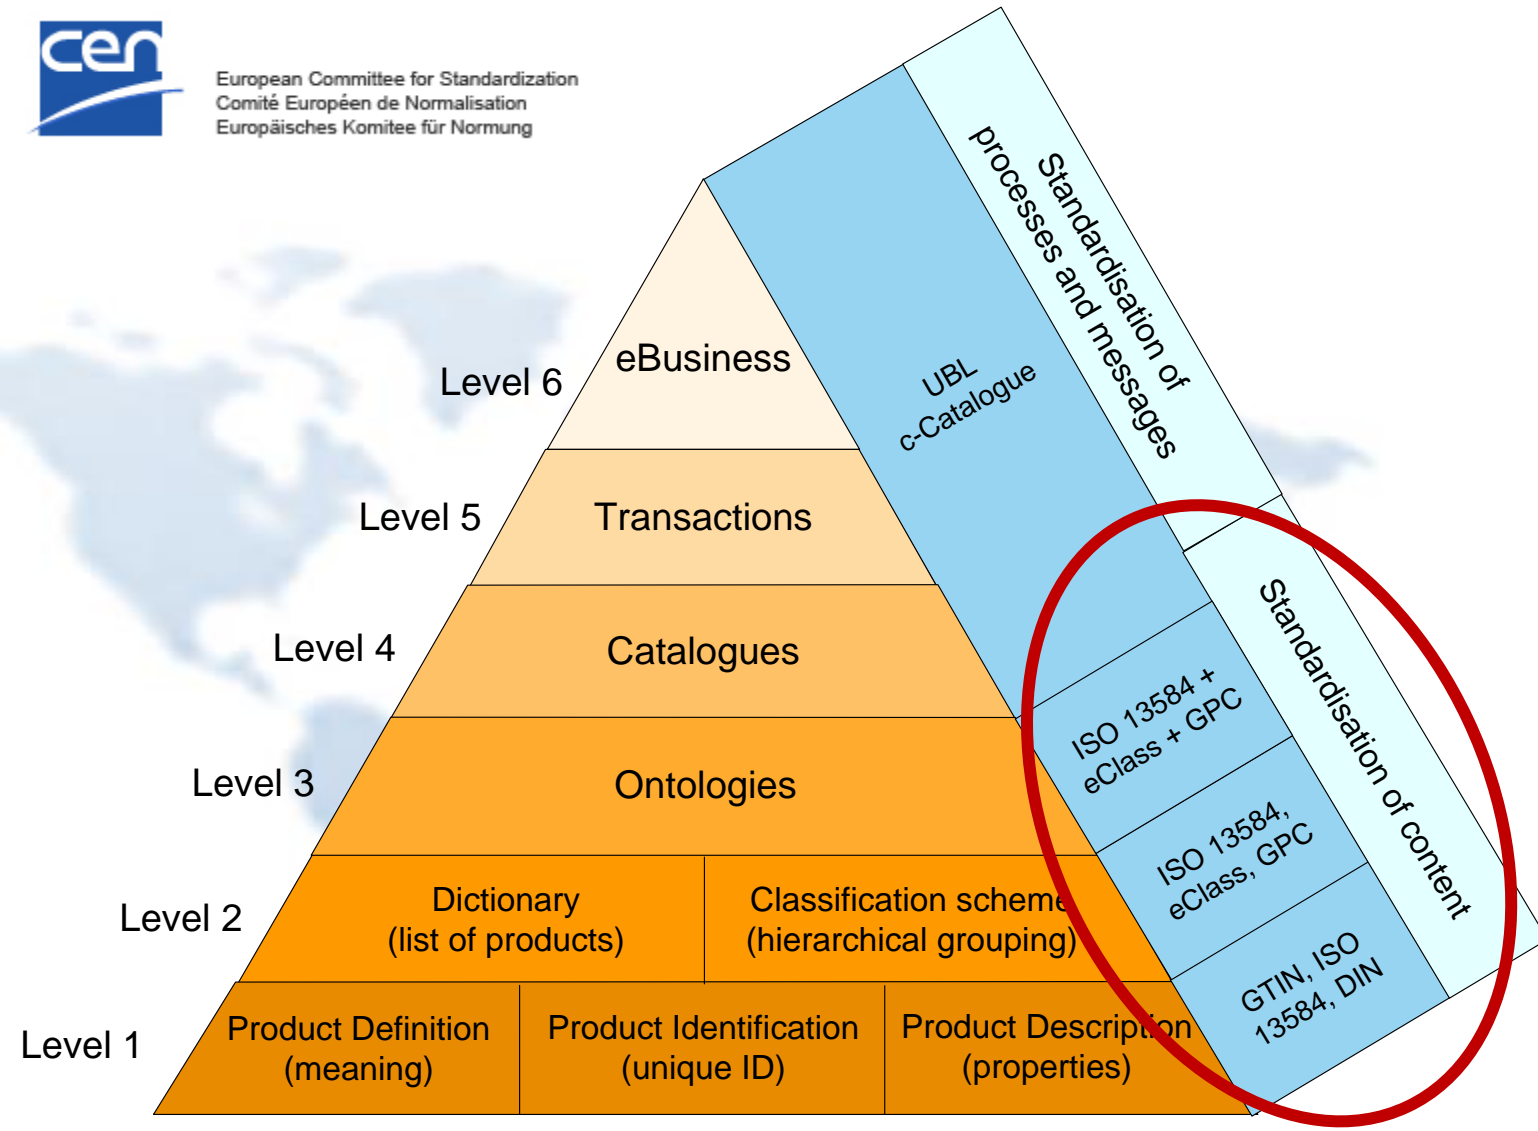 cen
European Committee for Standardization
Comité Européen de Normalisation
Europäisches Komitee für Normung
Standardisation of
processes and messages
UBL
c-Catalogue
Level 6
eBusiness
Level 5
Transactions
Level 4
Catalogues
ISO 13584 +
eClass + GPC
Standardisation of content
Level 3
Ontologies
ISO 13584,
eClass, GPC
Level 2
Dictionary
(list of products)
Classification scheme
(hierarchical grouping)
GTIN, ISO
13584, DIN
Level 1
Product Definition
(meaning)
Product Identification
(unique ID)
Product Description
(properties)